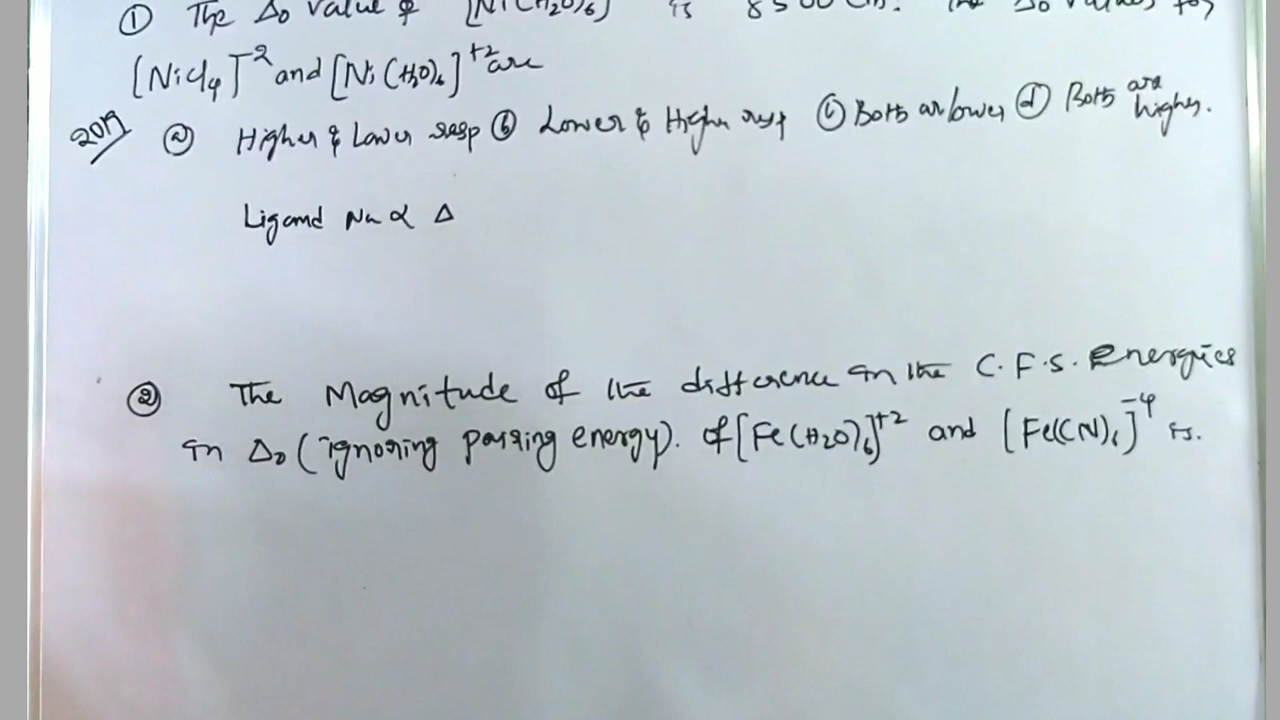 ① The Δo value of [Ni(H2O)6] is 8500 cm. The Δo values for
[NiCl4]⁻² and [Ni(H2O)6]⁺² are
2017 ⓐ Higher & Lower resp ⓑ Lower & Higher resp ⓒ Both are lower ⓓ Both are higher.
Ligand Nu α Δ
② The Magnitude of the difference in the C.F.S. Energies
in Δo (ignoring pairing energy). Of [Fe(H2O)6]⁺² and [Fe(CN)6]⁻⁴ is.